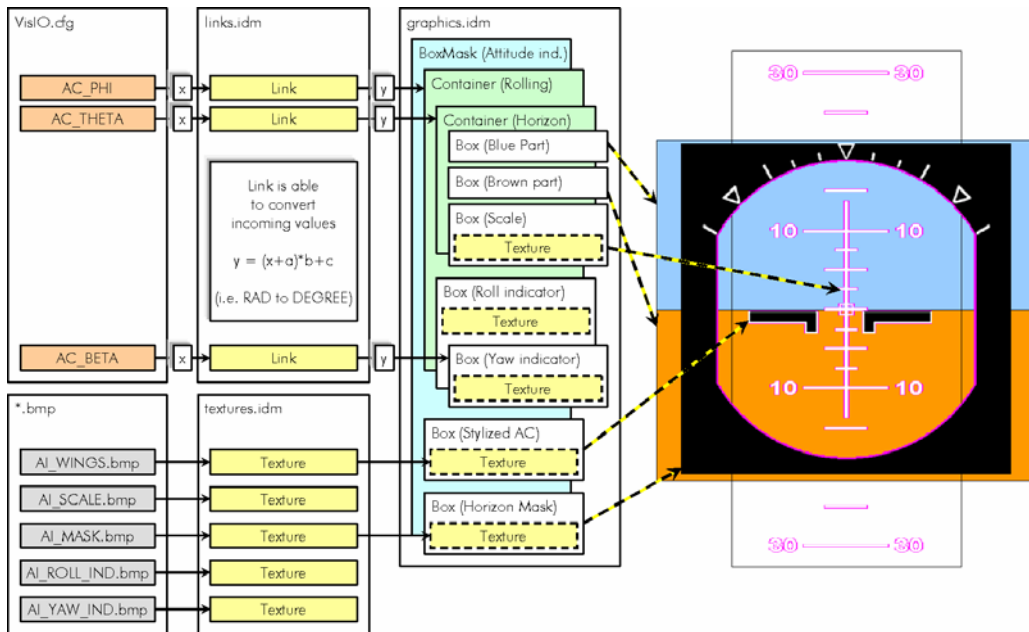 VisIO.cfg
AC_PHI
AC_THETA
AC_BETA
x
x
x
links.idm
Link
Link
Link is able
to convert
incoming values
y = (x+a)*b+c
(i.e. RAD to DEGREE)
Link
y
y
y
graphics.idm
BoxMask (Attitude ind.)
Container (Rolling)
Container (Horizon)
Box (Blue Part)
Box (Brown part)
Box (Scale)
Texture
Box (Roll indicator)
Texture
Box (Yaw indicator)
Texture
Box (Stylized AC)
Texture
Box (Horizon Mask)
Texture
*.bmp
AI_WINGS.bmp
AI_SCALE.bmp
AI_MASK.bmp
AI_ROLL_IND.bmp
AI_YAW_IND.bmp
textures.idm
Texture
Texture
Texture
Texture
Texture
30 30
10 10
10 10
30 30